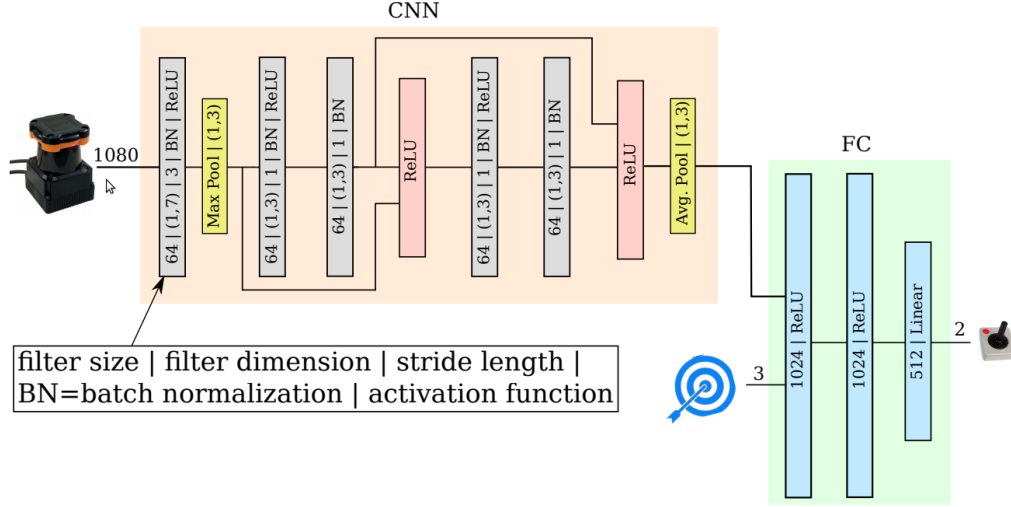 CNN
1080
64 | (1,7) | 3 | BN | ReLU
Max Pool | (1,3)
64 | (1,3) | 1 | BN | ReLU
64 | (1,3) | 1 | BN
ReLU
64 | (1,3) | 1 | BN | ReLU
64 | (1,3) | 1 | BN
ReLU
Avg. Pool | (1,3)
FC
1024 | ReLU
1024 | ReLU
512 | Linear
2
3
filter size | filter dimension | stride length |
BN=batch normalization | activation function